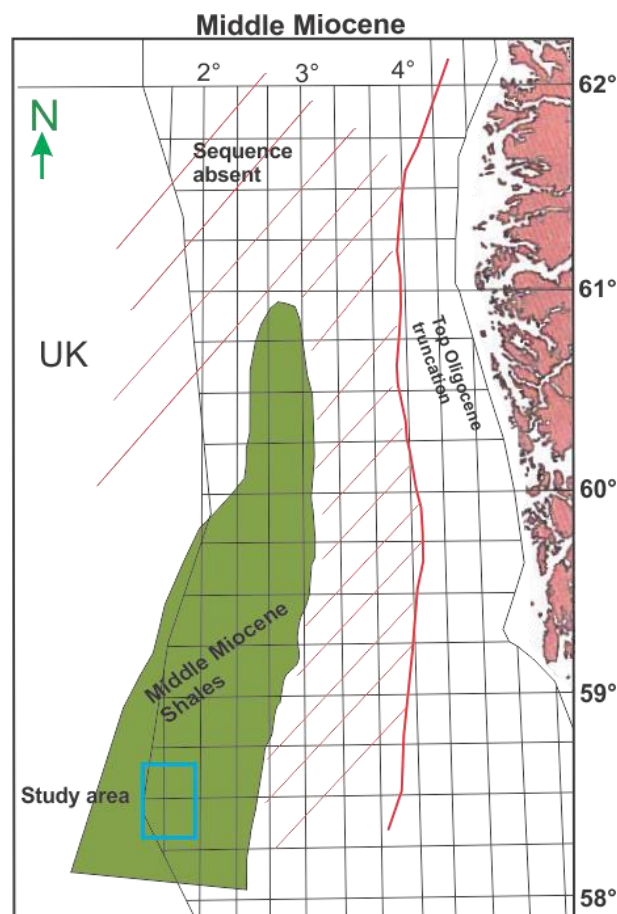 Middle Miocene
2° 3° 4°
62°
N
Sequence
absent
61°
UK
Top Oligocene
truncation
60°
Middle Miocene
Shales
59°
Study area
58°